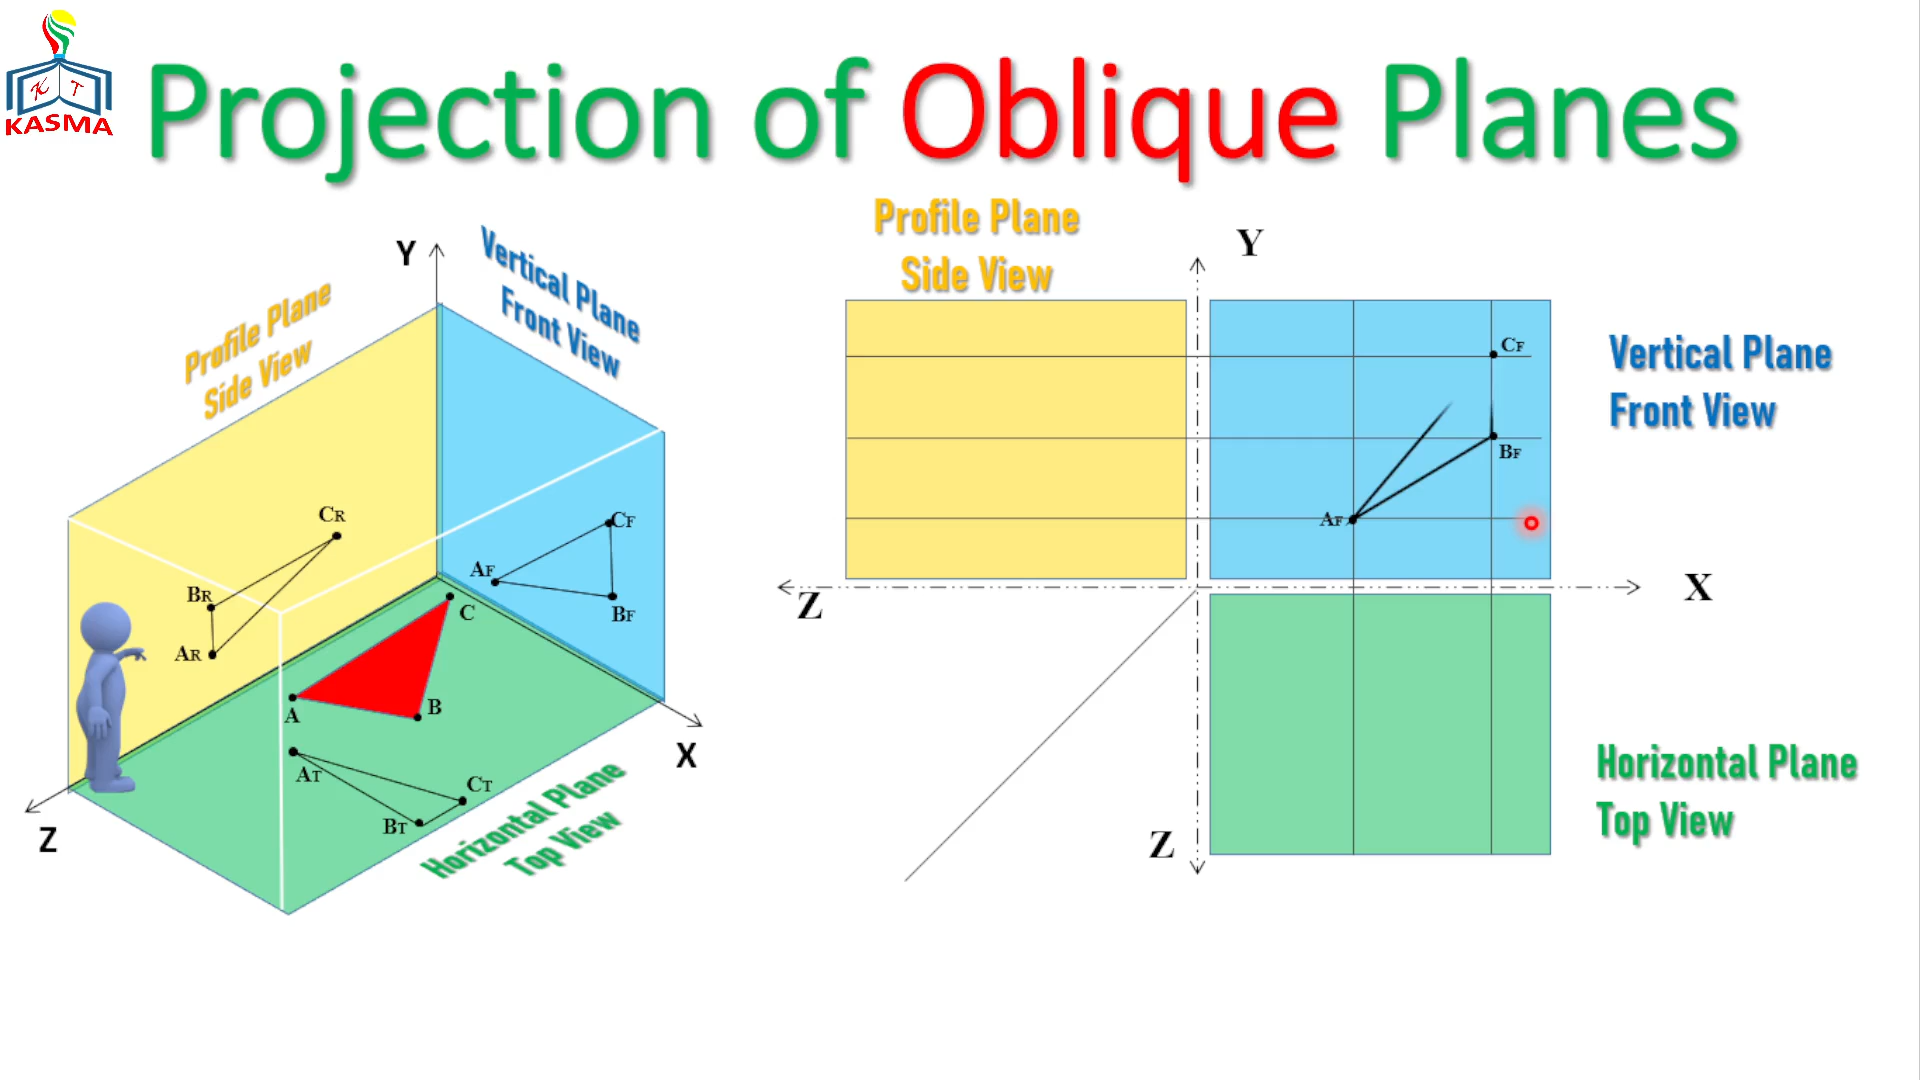 K T
KASMA
Projection of Oblique Planes
Profile Plane
Side View
Y
Vertical Plane
Front View
CR
BR
AR
AF
CF
BF
C
A
B
AT
CT
BT
Z
X
Horizontal Plane
Top View
Profile Plane
Side View
Y
CF
BF
AF
Vertical Plane
Front View
Z
X
Z
Horizontal Plane
Top View